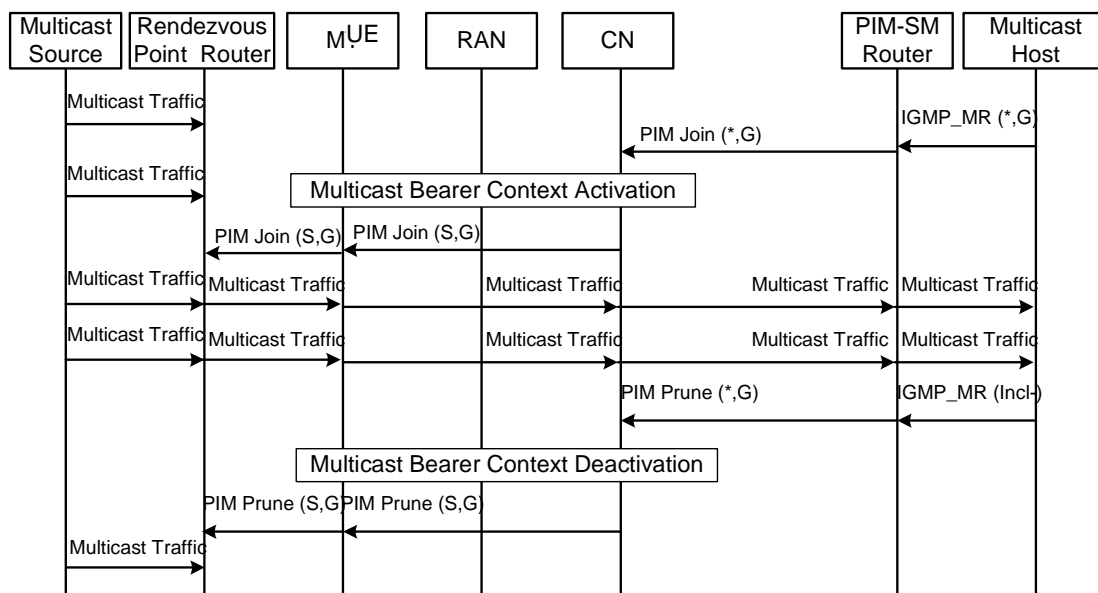 Multicast
Source
Rendezvous
Point Router
M.UE
RAN
CN
PIM-SM
Router
Multicast
Host
Multicast Traffic
IGMP_MR (*,G)
PIM Join (*,G)
Multicast Traffic
Multicast Bearer Context Activation
PIM Join (S,G)
PIM Join (S,G)
Multicast Traffic
Multicast Traffic
Multicast Traffic
Multicast Traffic
Multicast Traffic
Multicast Traffic
Multicast Traffic
Multicast Traffic
Multicast Traffic
Multicast Traffic
PIM Prune (*,G)
IGMP_MR (Incl-)
Multicast Bearer Context Deactivation
PIM Prune (S,G)
PIM Prune (S,G)
Multicast Traffic